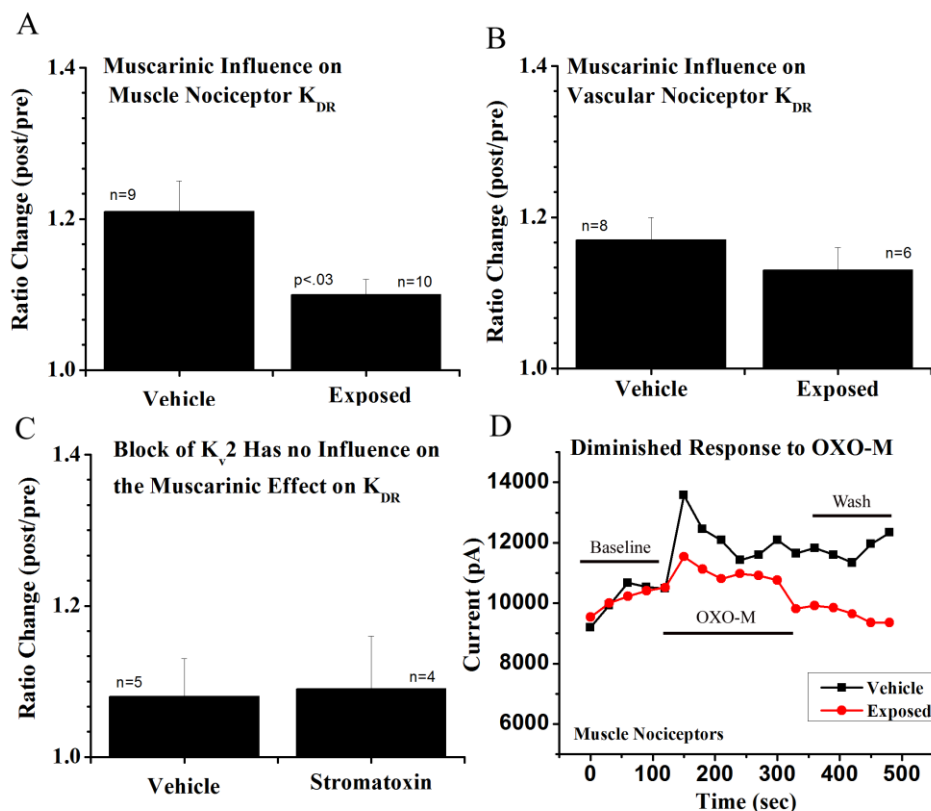 A
Muscarinic Influence on
Muscle Nociceptor K_DR
Ratio Change (post/pre)
1.4
1.2
1.0
n=9
p<.03
n=10
Vehicle
Exposed
B
Muscarinic Influence on
Vascular Nociceptor K_DR
Ratio Change (post/pre)
1.4
1.2
1.0
n=8
n=6
Vehicle
Exposed
C
Block of K_v2 Has no Influence on
the Muscarinic Effect on K_DR
Ratio Change (post/pre)
1.4
1.2
1.0
n=5
n=4
Vehicle
Stromatoxin
D
Diminished Response to OXO-M
Current (pA)
14000
12000
10000
8000
6000
Baseline
OXO-M
Wash
Vehicle
Exposed
Muscle Nociceptors
0
100
200
300
400
500
Time (sec)